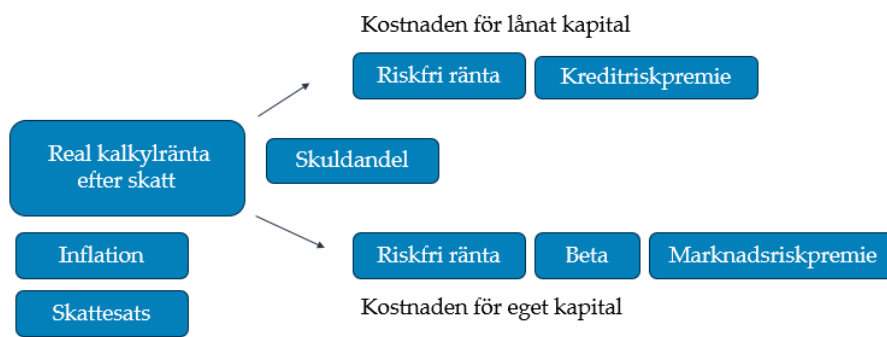 Kostnaden för lånat kapital
Riskfri ränta
Kreditriskpremie
Real kalkylränta
efter skatt
Skuldandel
Inflation
Riskfri ränta
Beta
Marknadsriskpremie
Skattesats
Kostnaden för eget kapital